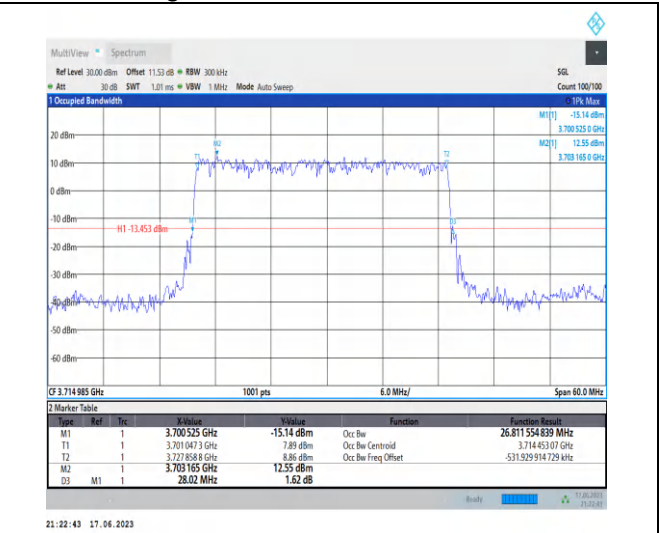 MultiView Spectrum
Ref Level 30.00 dBm Offset 11.53 dB RBW 300 kHz SGL
Att 30 dB SWT 1.01 ms VBW 1 MHz Mode Auto Sweep Count 100/100
1 Occupied Bandwidth 1Pk Max
M1[1] -15.14 dBm
3.700 525 0 GHz
M2[1] 12.55 dBm
3.703 165 0 GHz
20 dBm
M2
T1
T2
10 dBm
0 dBm
-10 dBm
M1
D3
H1 -13.453 dBm
-20 dBm
-30 dBm
-40 dBm
-50 dBm
-60 dBm
CF 3.714 985 GHz 1001 pts 6.0 MHz/ Span 60.0 MHz
2 Marker Table
Type Ref Trc X-Value Y-Value Function Function Result
M1 1 3.700 525 GHz -15.14 dBm Occ Bw 26.811 554 839 MHz
T1 1 3.701 047 3 GHz 7.89 dBm Occ Bw Centroid 3.714 453 07 GHz
T2 1 3.727 858 8 GHz 8.86 dBm Occ Bw Freq Offset -531.929 914 729 kHz
M2 1 3.703 165 GHz 12.55 dBm
D3 M1 1 28.02 MHz 1.62 dB
Ready 17.06.2023
21:22:43
21:22:43 17.06.2023